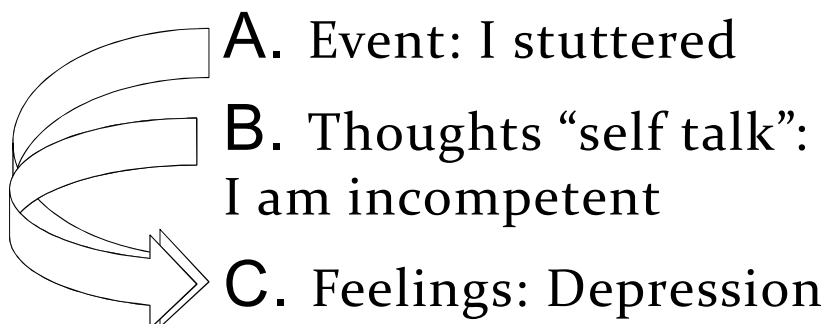 A. Event: I stuttered
B. Thoughts “self talk”:
I am incompetent
C. Feelings: Depression